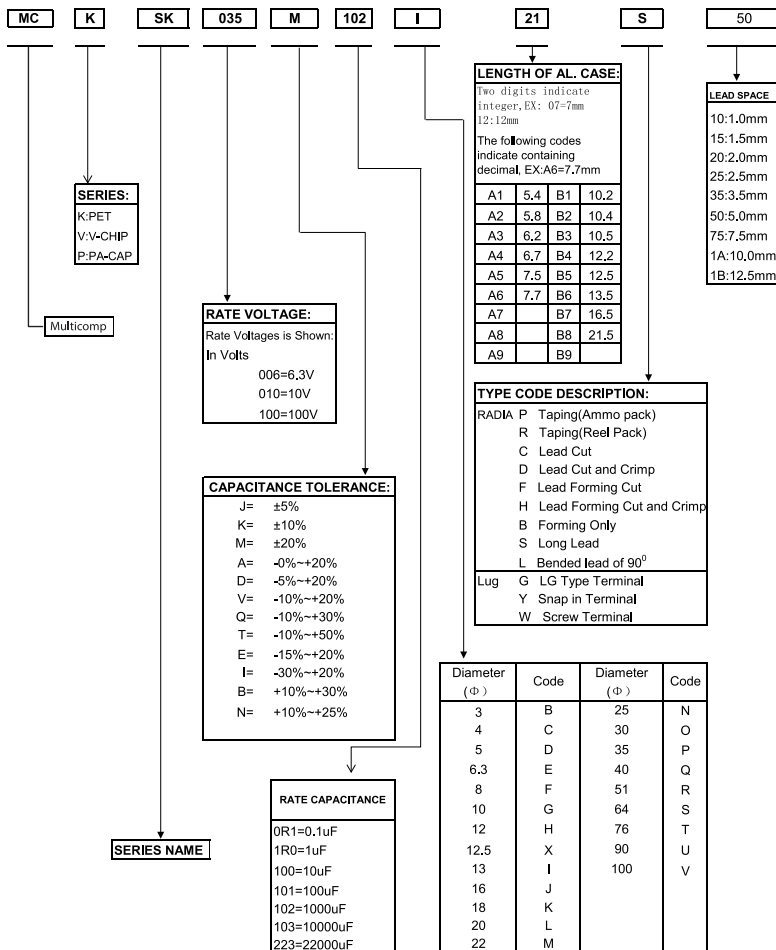 MC K SK 035 M 102 I 21 S 50
LENGTH OF AL. CASE:
Two digits indicate
integer,EX: 07=7mm
12:12mm
The following codes
indicate containing
decimal, EX:A6=7.7mm
A1 5.4 B1 10.2
A2 5.8 B2 10.4
A3 6.2 B3 10.5
A4 6.7 B4 12.2
A5 7.5 B5 12.5
A6 7.7 B6 13.5
A7 B7 16.5
A8 B8 21.5
A9 B9
LEAD SPACE
10:1.0mm
15:1.5mm
20:2.0mm
25:2.5mm
35:3.5mm
50:5.0mm
75:7.5mm
1A:10.0mm
1B:12.5mm
SERIES:
K:PET
V:V-CHIP
P:PA-CAP
Multicomp
RATE VOLTAGE:
Rate Voltages is Shown:
In Volts
006=6.3V
010=10V
100=100V
TYPE CODE DESCRIPTION:
RADIA P Taping(Ammo pack)
R Taping(Reel Pack)
C Lead Cut
D Lead Cut and Crimp
F Lead Forming Cut
H Lead Forming Cut and Crimp
B Forming Only
S Long Lead
L Bended lead of 90⁰
Lug G LG Type Terminal
Y Snap in Terminal
W Screw Terminal
CAPACITANCE TOLERANCE:
J= ±5%
K= ±10%
M= ±20%
A= -0%~+20%
D= -5%~+20%
V= -10%~+20%
Q= -10%~+30%
T= -10%~+50%
E= -15%~+20%
I= -30%~+20%
B= +10%~+30%
N= +10%~+25%
SERIES NAME
RATE CAPACITANCE
0R1=0.1uF
1R0=1uF
100=10uF
101=100uF
102=1000uF
103=10000uF
223=22000uF
Diameter (Φ) Code Diameter (Φ) Code
3 B 25 N
4 C 30 O
5 D 35 P
6.3 E 40 Q
8 F 51 R
10 G 64 S
12 H 76 T
12.5 X 90 U
13 I 100 V
16 J
18 K
20 L
22 M